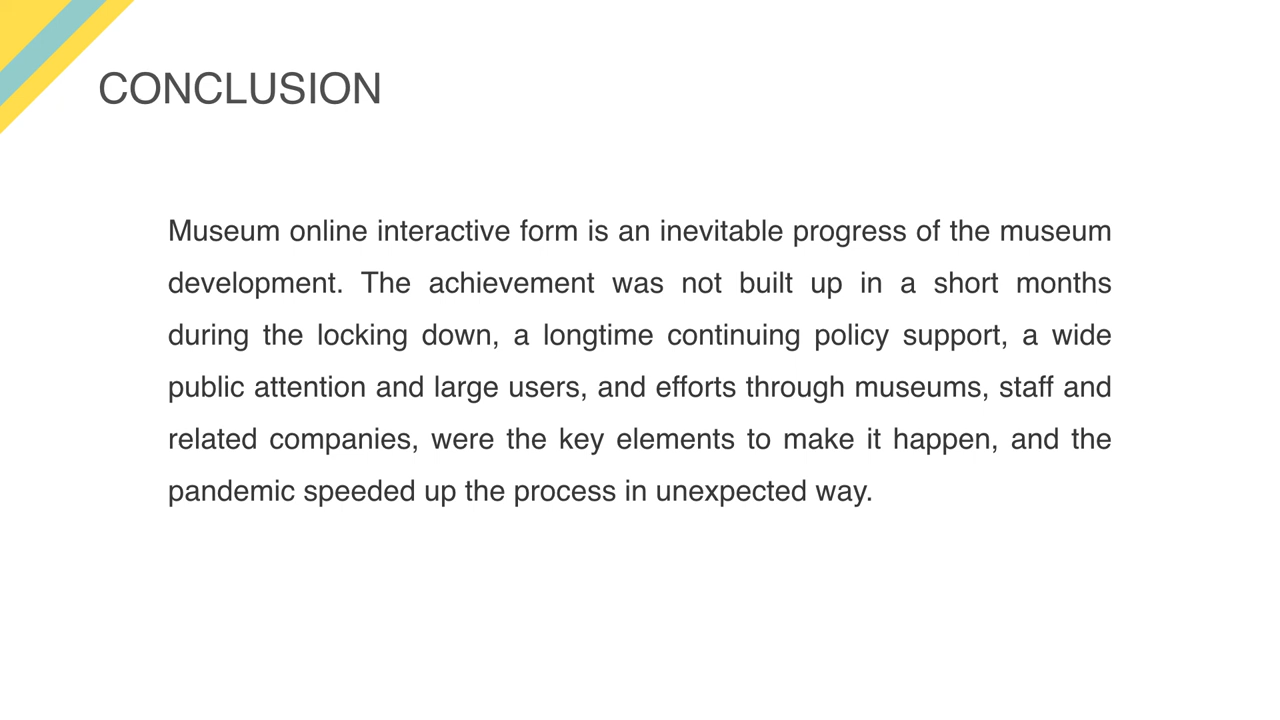 CONCLUSION
Museum online interactive form is an inevitable progress of the museum
development. The achievement was not built up in a short months
during the locking down, a longtime continuing policy support, a wide
public attention and large users, and efforts through museums, staff and
related companies, were the key elements to make it happen, and the
pandemic speeded up the process in unexpected way.